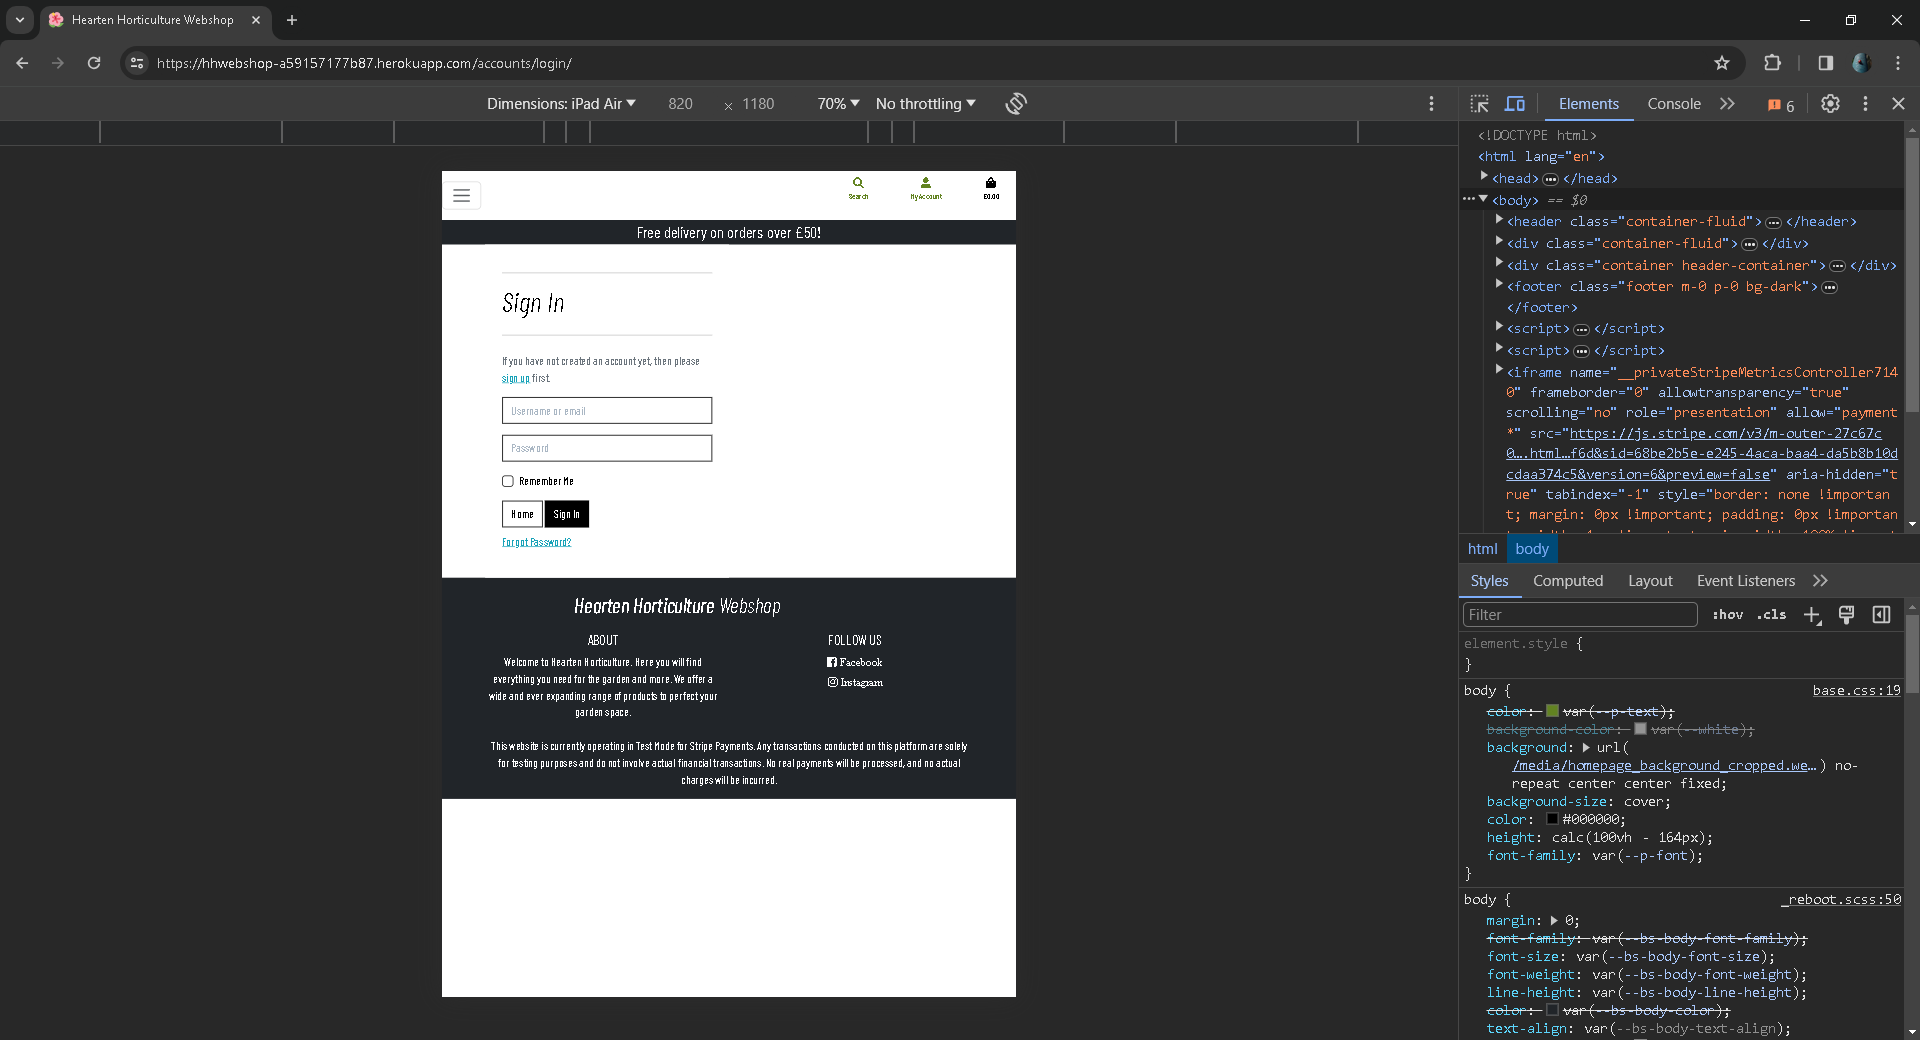 Hearten Horticulture Webshop
https://hhwebshop-a59157177b87.herokuapp.com/accounts/login/
Dimensions: iPad Air 820 × 1180 70% No throttling
Search
My Account
£0.00
Free delivery on orders over £50!
Sign In
If you have not created an account yet, then please
sign up first.
Username or email
Password
Remember Me
Home Sign In
Forgot Password?
Hearten Horticulture Webshop
ABOUT
Welcome to Hearten Horticulture. Here you will find
everything you need for the garden and more. We offer a
wide and ever expanding range of products to perfect your
garden space.
FOLLOW US
Facebook
Instagram
This website is currently operating in Test Mode for Stripe Payments. Any transactions conducted on this platform are solely
for testing purposes and do not involve actual financial transactions. No real payments will be processed, and no actual
charges will be incurred.
Elements Console 6
<!DOCTYPE html>
<html lang="en">
<head> ••• </head>
••• <body> == $0
<header class="container-fluid"> ••• </header>
<div class="container-fluid"> ••• </div>
<div class="container header-container"> ••• </div>
<footer class="footer m-0 p-0 bg-dark"> •••
</footer>
<script> ••• </script>
<script> ••• </script>
<iframe name="__privateStripeMetricsController714
0" frameborder="0" allowtransparency="true"
scrolling="no" role="presentation" allow="payment
*" src="https://js.stripe.com/v3/m-outer-27c67c
0….html…f6d&sid=68be2b5e-e245-4aca-baa4-da5b8b10d
cdaa374c5&version=6&preview=false" aria-hidden="t
rue" tabindex="-1" style="border: none !importan
t; margin: 0px !important; padding: 0px !importan
html body
Styles Computed Layout Event Listeners
Filter :hov .cls
element.style {
}
body { base.css:19
color: var(--p-text);
background-color: var(--white);
background: url(
/media/homepage_background_cropped.we…) no-
repeat center center fixed;
background-size: cover;
color: #000000;
height: calc(100vh - 164px);
font-family: var(--p-font);
}
body { _reboot.scss:50
margin: 0;
font-family: var(--bs-body-font-family);
font-size: var(--bs-body-font-size);
font-weight: var(--bs-body-font-weight);
line-height: var(--bs-body-line-height);
color: var(--bs-body-color);
text-align: var(--bs-body-text-align);